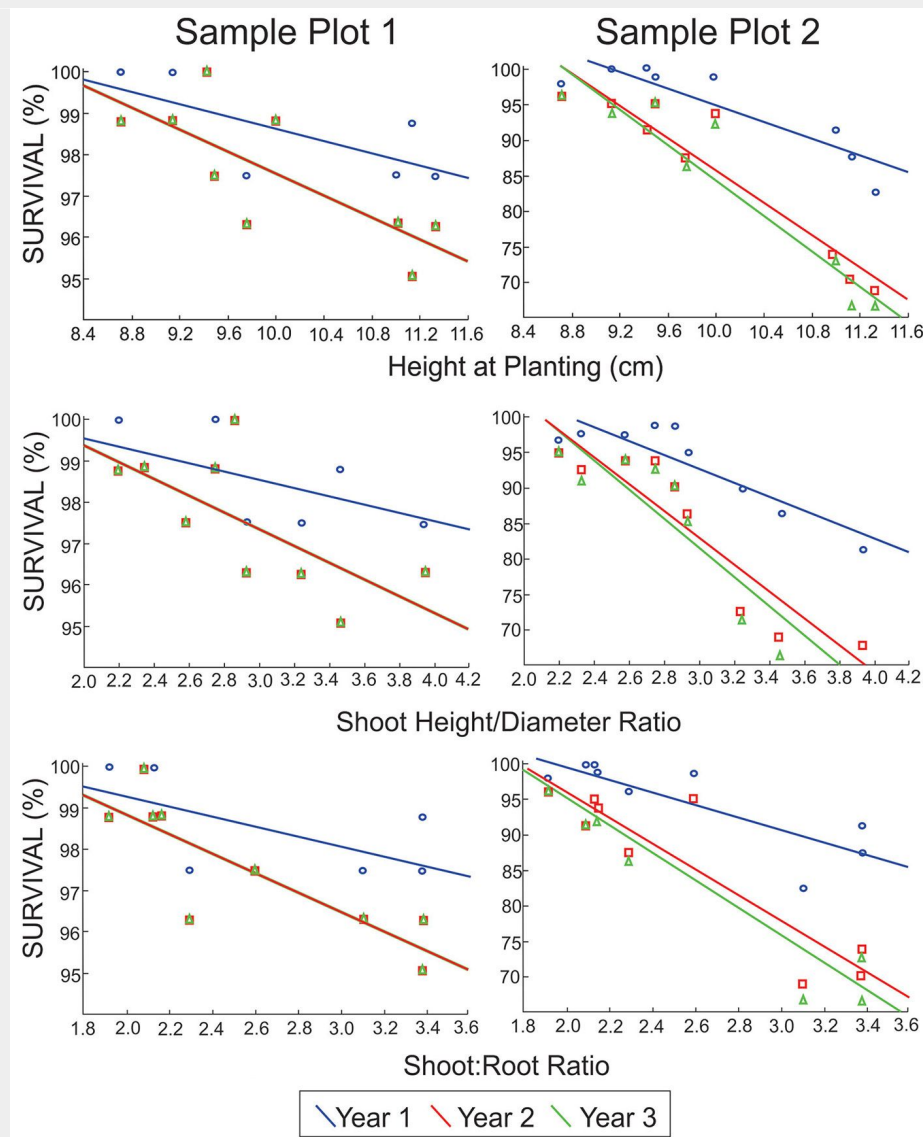 Sample Plot 1
Sample Plot 2
SURVIVAL (%)
100
99
98
97
96
95
8.4 8.8 9.2 9.6 10.0 10.4 10.8 11.2 11.6
100
95
90
85
80
75
70
8.4 8.8 9.2 9.6 10.0 10.4 10.8 11.2 11.6
Height at Planting (cm)
SURVIVAL (%)
100
99
98
97
96
95
2.0 2.2 2.4 2.6 2.8 3.0 3.2 3.4 3.6 3.8 4.0 4.2
100
95
90
85
80
75
70
2.0 2.2 2.4 2.6 2.8 3.0 3.2 3.4 3.6 3.8 4.0 4.2
Shoot Height/Diameter Ratio
SURVIVAL (%)
100
99
98
97
96
95
1.8 2.0 2.2 2.4 2.6 2.8 3.0 3.2 3.4 3.6
100
95
90
85
80
75
70
1.8 2.0 2.2 2.4 2.6 2.8 3.0 3.2 3.4 3.6
Shoot:Root Ratio
Year 1 Year 2 Year 3